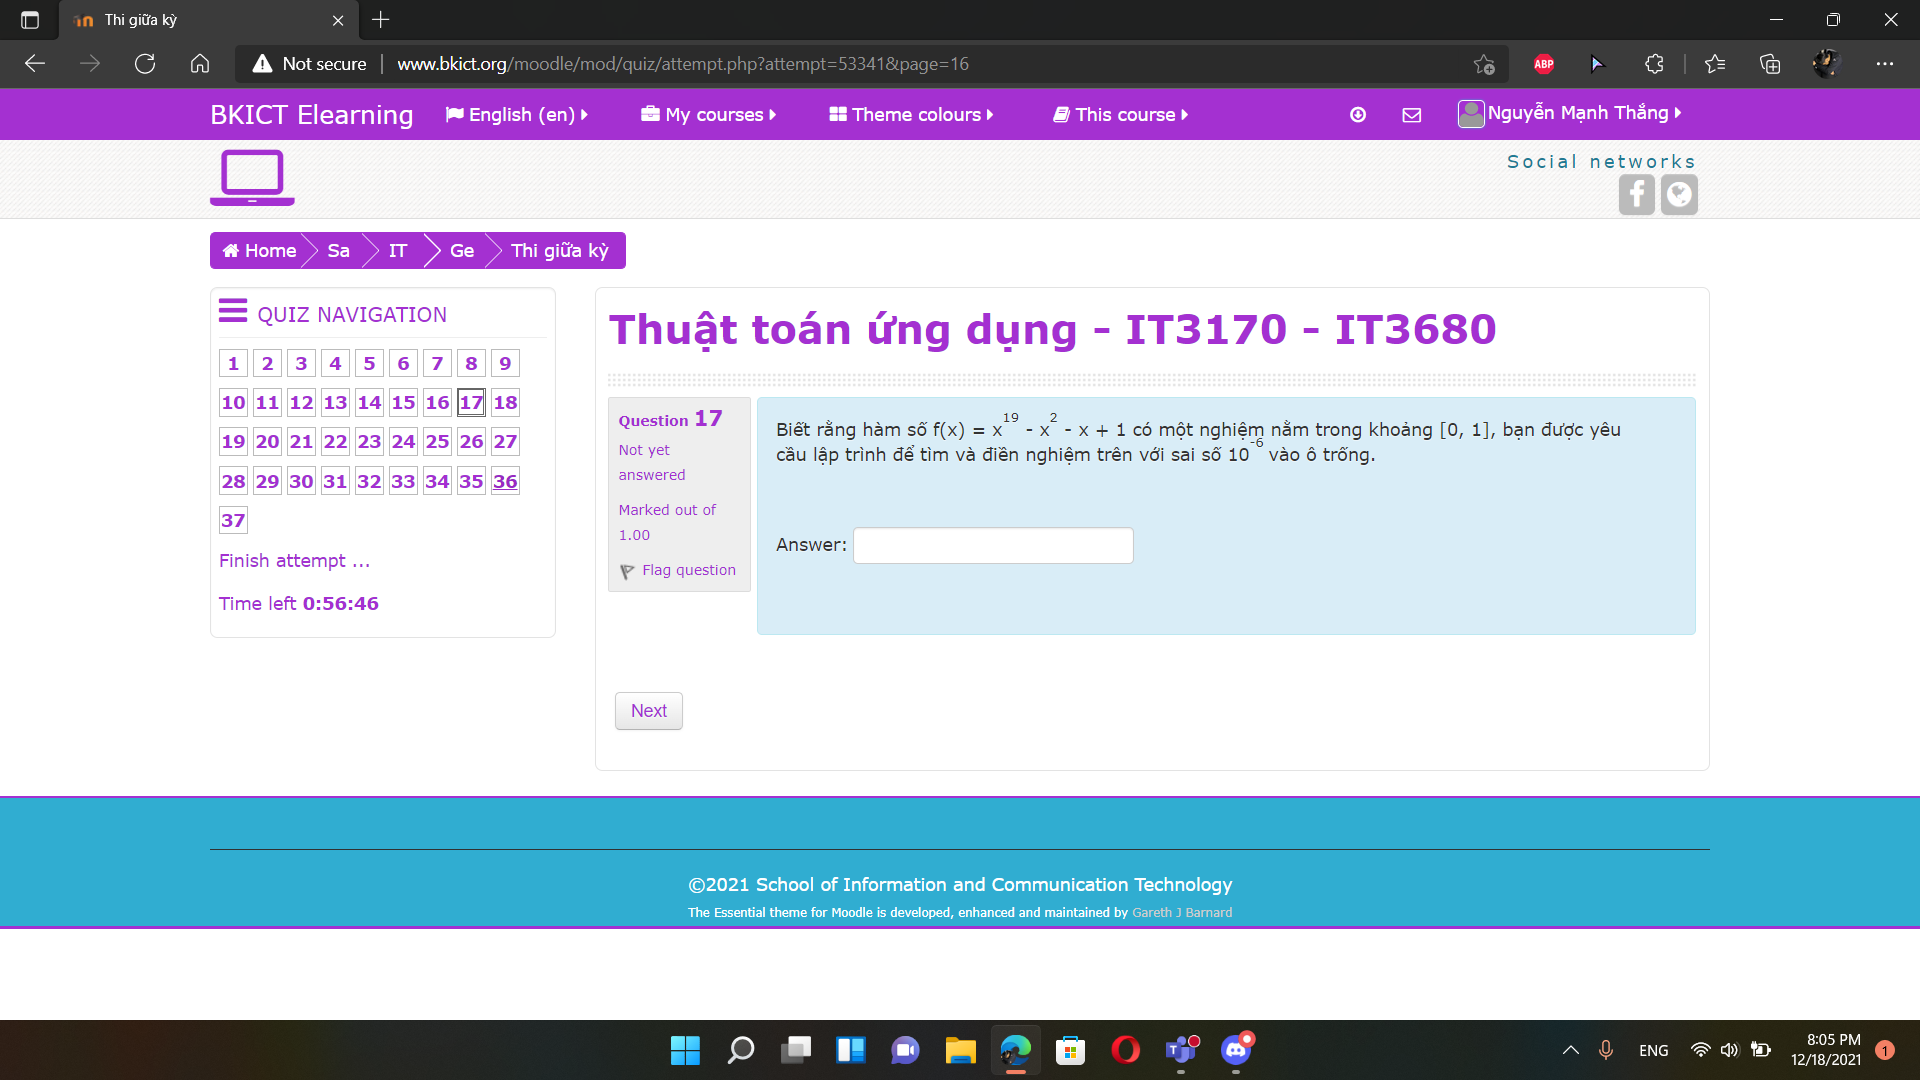 Thi giữa kỳ
Not secure
www.bkict.org/moodle/mod/quiz/attempt.php?attempt=53341&page=16
ABP
BKICT Elearning
English (en)
My courses
Theme colours
This course
Nguyễn Mạnh Thắng
Social networks
Home
Sa
IT
Ge
Thi giữa kỳ
QUIZ NAVIGATION
1 2 3 4 5 6 7 8 9
10 11 12 13 14 15 16 17 18
19 20 21 22 23 24 25 26 27
28 29 30 31 32 33 34 35 36
37
Finish attempt ...
Time left 0:56:46
Thuật toán ứng dụng - IT3170 - IT3680
Question 17
Not yet
answered
Marked out of
1.00
Flag question
Biết rằng hàm số f(x) = x^19 - x^2 - x + 1 có một nghiệm nằm trong khoảng [0, 1], bạn được yêu
cầu lập trình để tìm và điền nghiệm trên với sai số 10^-6 vào ô trống.
Answer:
Next
©2021 School of Information and Communication Technology
The Essential theme for Moodle is developed, enhanced and maintained by Gareth J Barnard
ENG
8:05 PM
12/18/2021
1